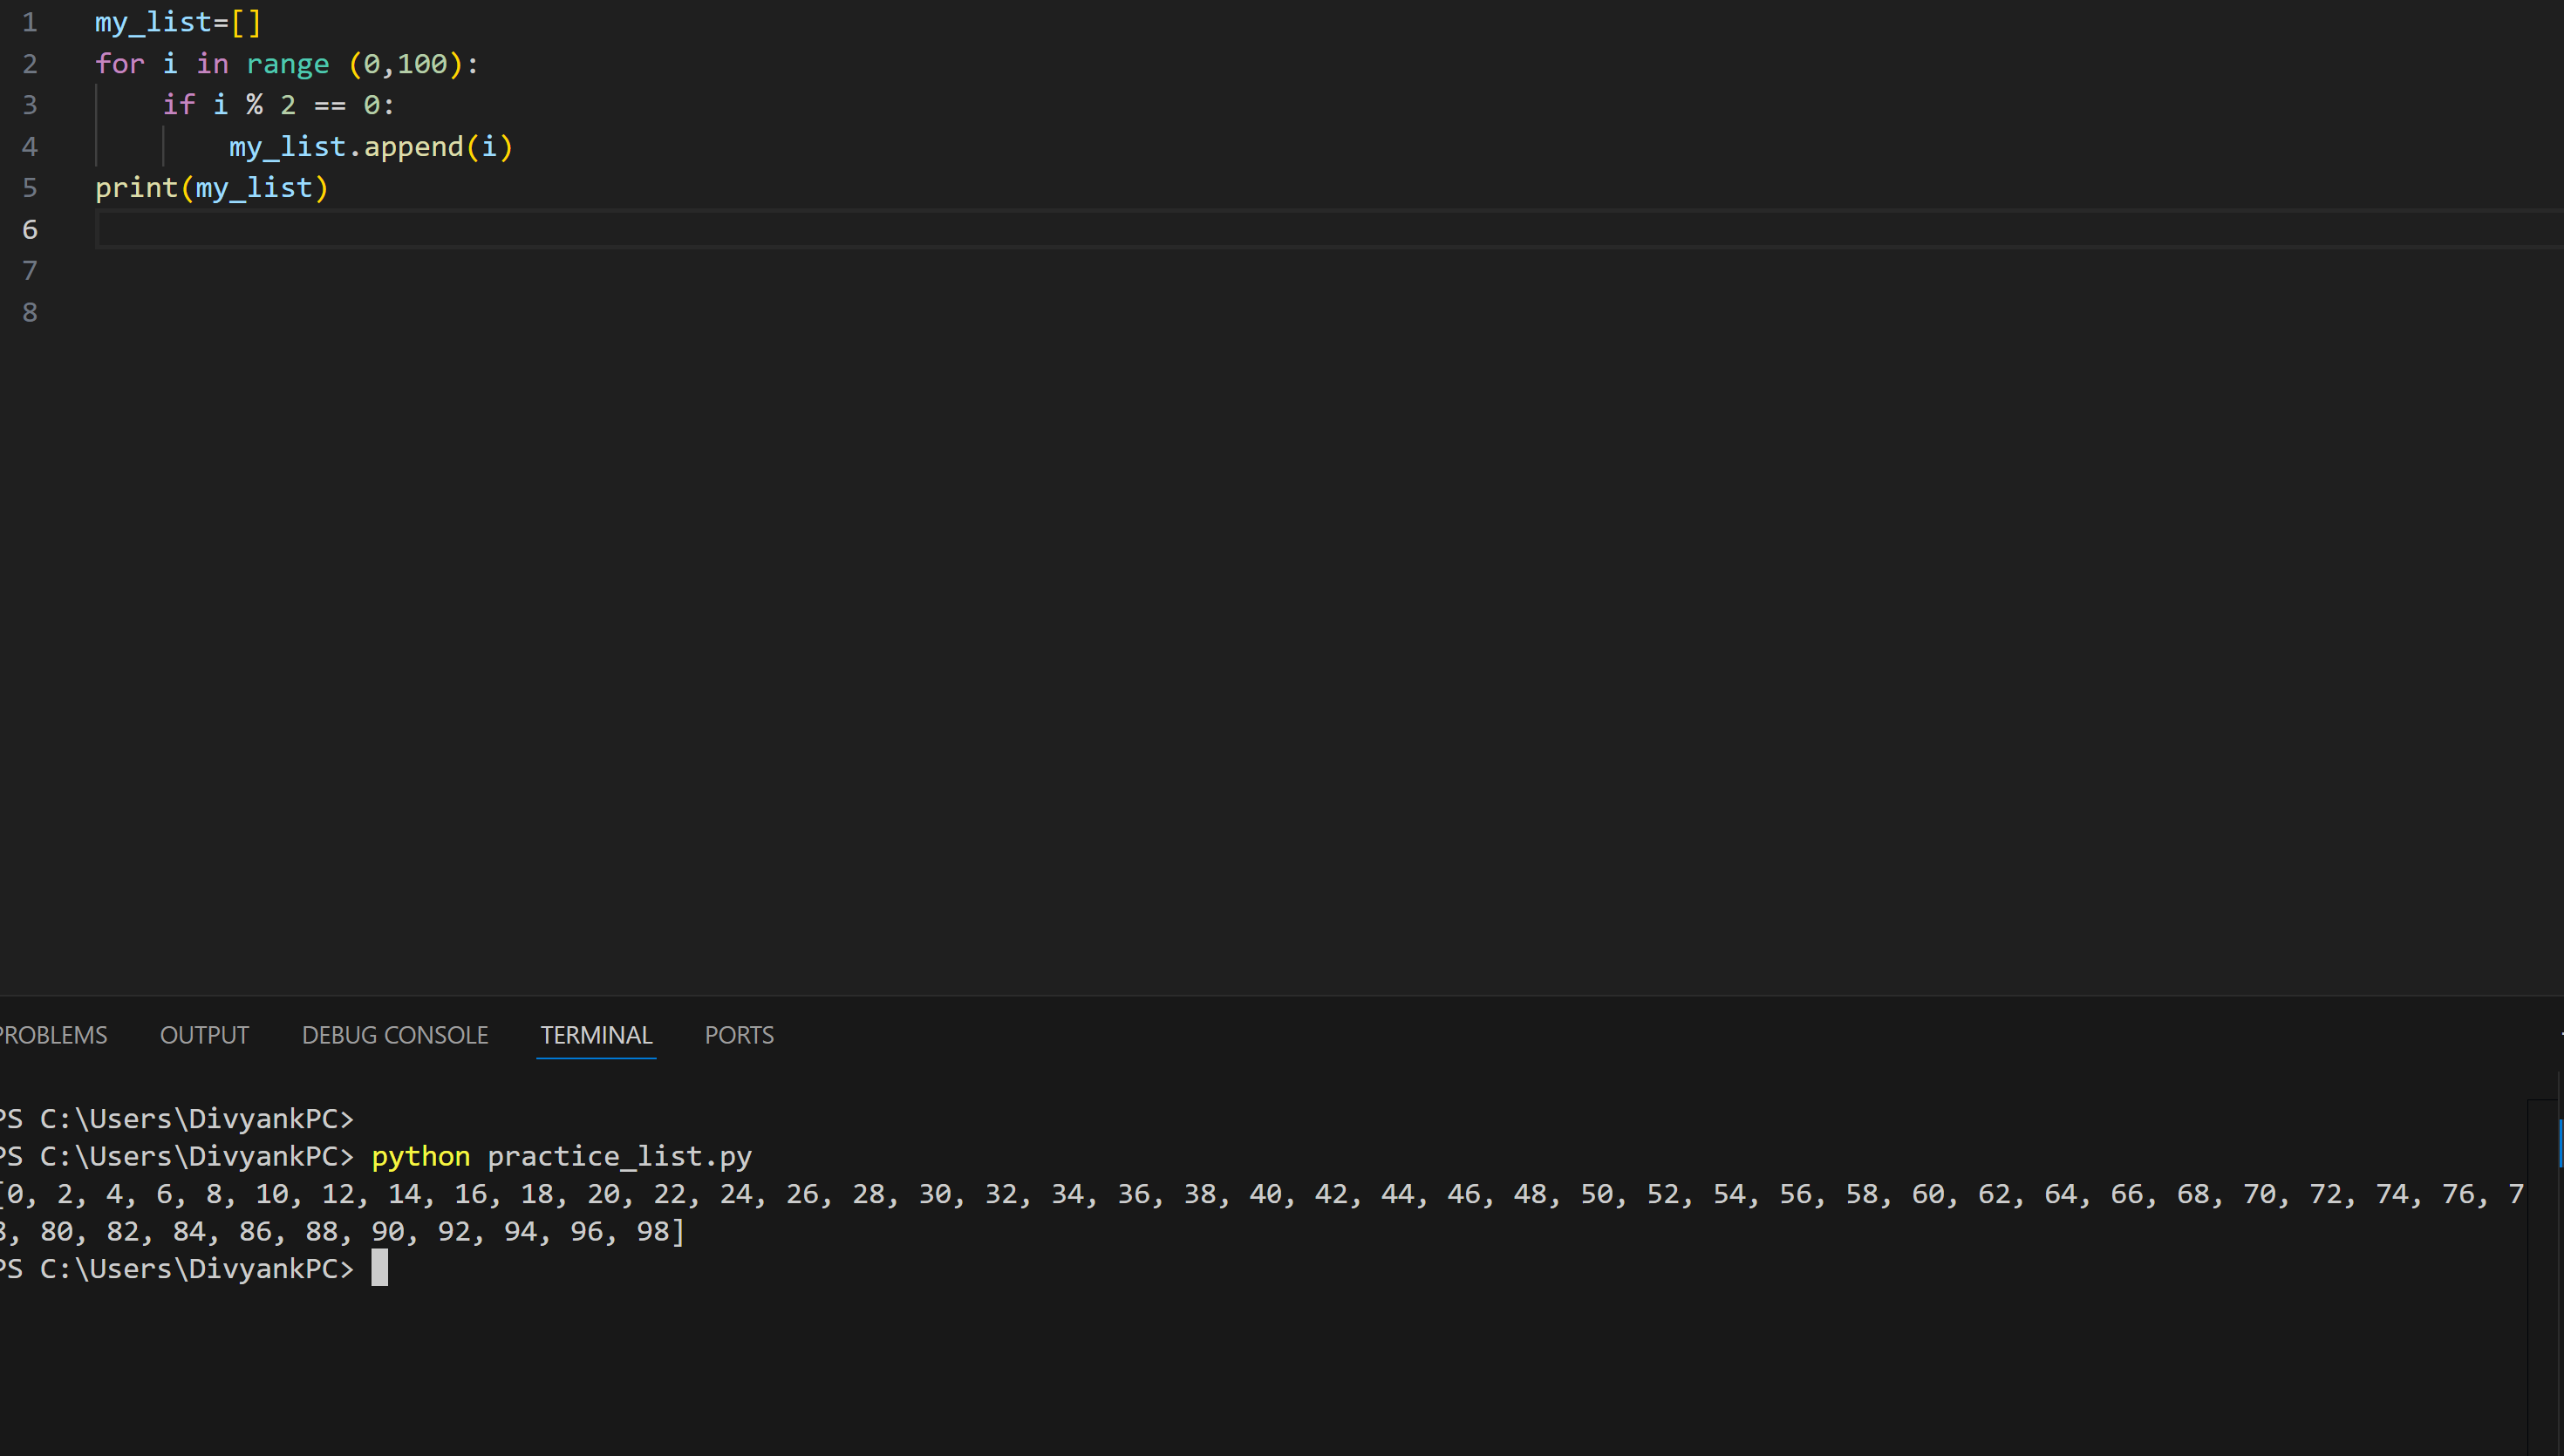 1 my_list=[]
2 for i in range (0,100):
3 if i % 2 == 0:
4 my_list.append(i)
5 print(my_list)
6
7
8
PROBLEMS OUTPUT DEBUG CONSOLE TERMINAL PORTS
PS C:\Users\DivyankPC>
PS C:\Users\DivyankPC> python practice_list.py
[0, 2, 4, 6, 8, 10, 12, 14, 16, 18, 20, 22, 24, 26, 28, 30, 32, 34, 36, 38, 40, 42, 44, 46, 48, 50, 52, 54, 56, 58, 60, 62, 64, 66, 68, 70, 72, 74, 76, 7
8, 80, 82, 84, 86, 88, 90, 92, 94, 96, 98]
PS C:\Users\DivyankPC>